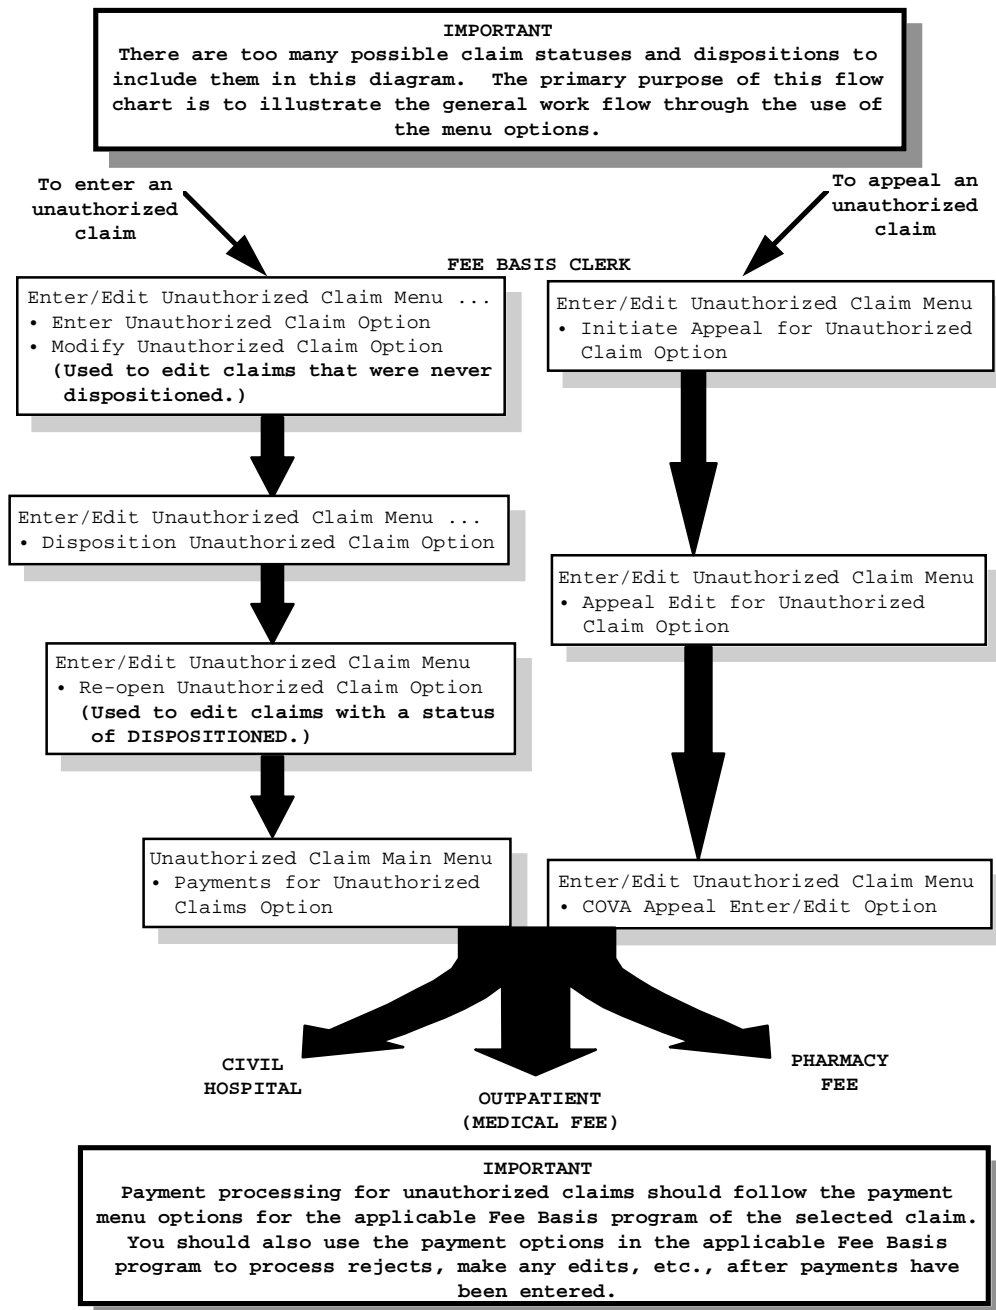 IMPORTANT
There are too many possible claim statuses and dispositions to
include them in this diagram.  The primary purpose of this flow
chart is to illustrate the general work flow through the use of
the menu options.
To enter an
unauthorized
claim
To appeal an
unauthorized
claim
FEE BASIS CLERK
Enter/Edit Unauthorized Claim Menu ...
• Enter Unauthorized Claim Option
• Modify Unauthorized Claim Option
(Used to edit claims that were never
dispositioned.)
Enter/Edit Unauthorized Claim Menu ...
• Disposition Unauthorized Claim Option
Enter/Edit Unauthorized Claim Menu
• Re-open Unauthorized Claim Option
(Used to edit claims with a status
of DISPOSITIONED.)
Unauthorized Claim Main Menu
• Payments for Unauthorized
Claims Option
Enter/Edit Unauthorized Claim Menu
• Initiate Appeal for Unauthorized
Claim Option
Enter/Edit Unauthorized Claim Menu
• Appeal Edit for Unauthorized
Claim Option
Enter/Edit Unauthorized Claim Menu
• COVA Appeal Enter/Edit Option
CIVIL
HOSPITAL
OUTPATIENT
(MEDICAL FEE)
PHARMACY
FEE
IMPORTANT
Payment processing for unauthorized claims should follow the payment
menu options for the applicable Fee Basis program of the selected claim.
You should also use the payment options in the applicable Fee Basis
program to process rejects, make any edits, etc., after payments have
been entered.